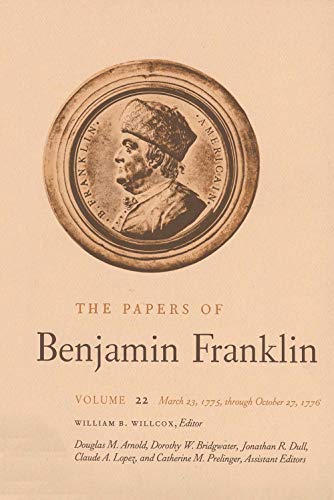 B · FRANKLIN · AMERICAIN
THE PAPERS OF
Benjamin Franklin
VOLUME 22 March 23, 1775, through October 27, 1776
WILLIAM B. WILLCOX, Editor
Douglas M. Arnold, Dorothy W. Bridgwater, Jonathan R. Dull,
Claude A. Lopez, and Catherine M. Prelinger, Assistant Editors